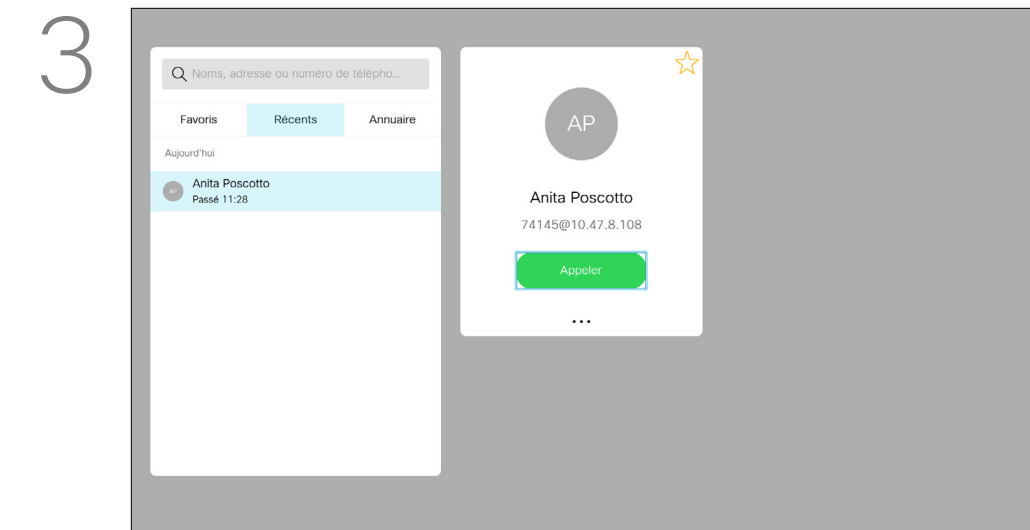 3
Noms, adresse ou numéro de télépho...
Favoris Récents Annuaire
Aujourd'hui
AP
Anita Poscotto
Passé 11:28
AP
Anita Poscotto
74145@10.47.8.108
Appeler
...